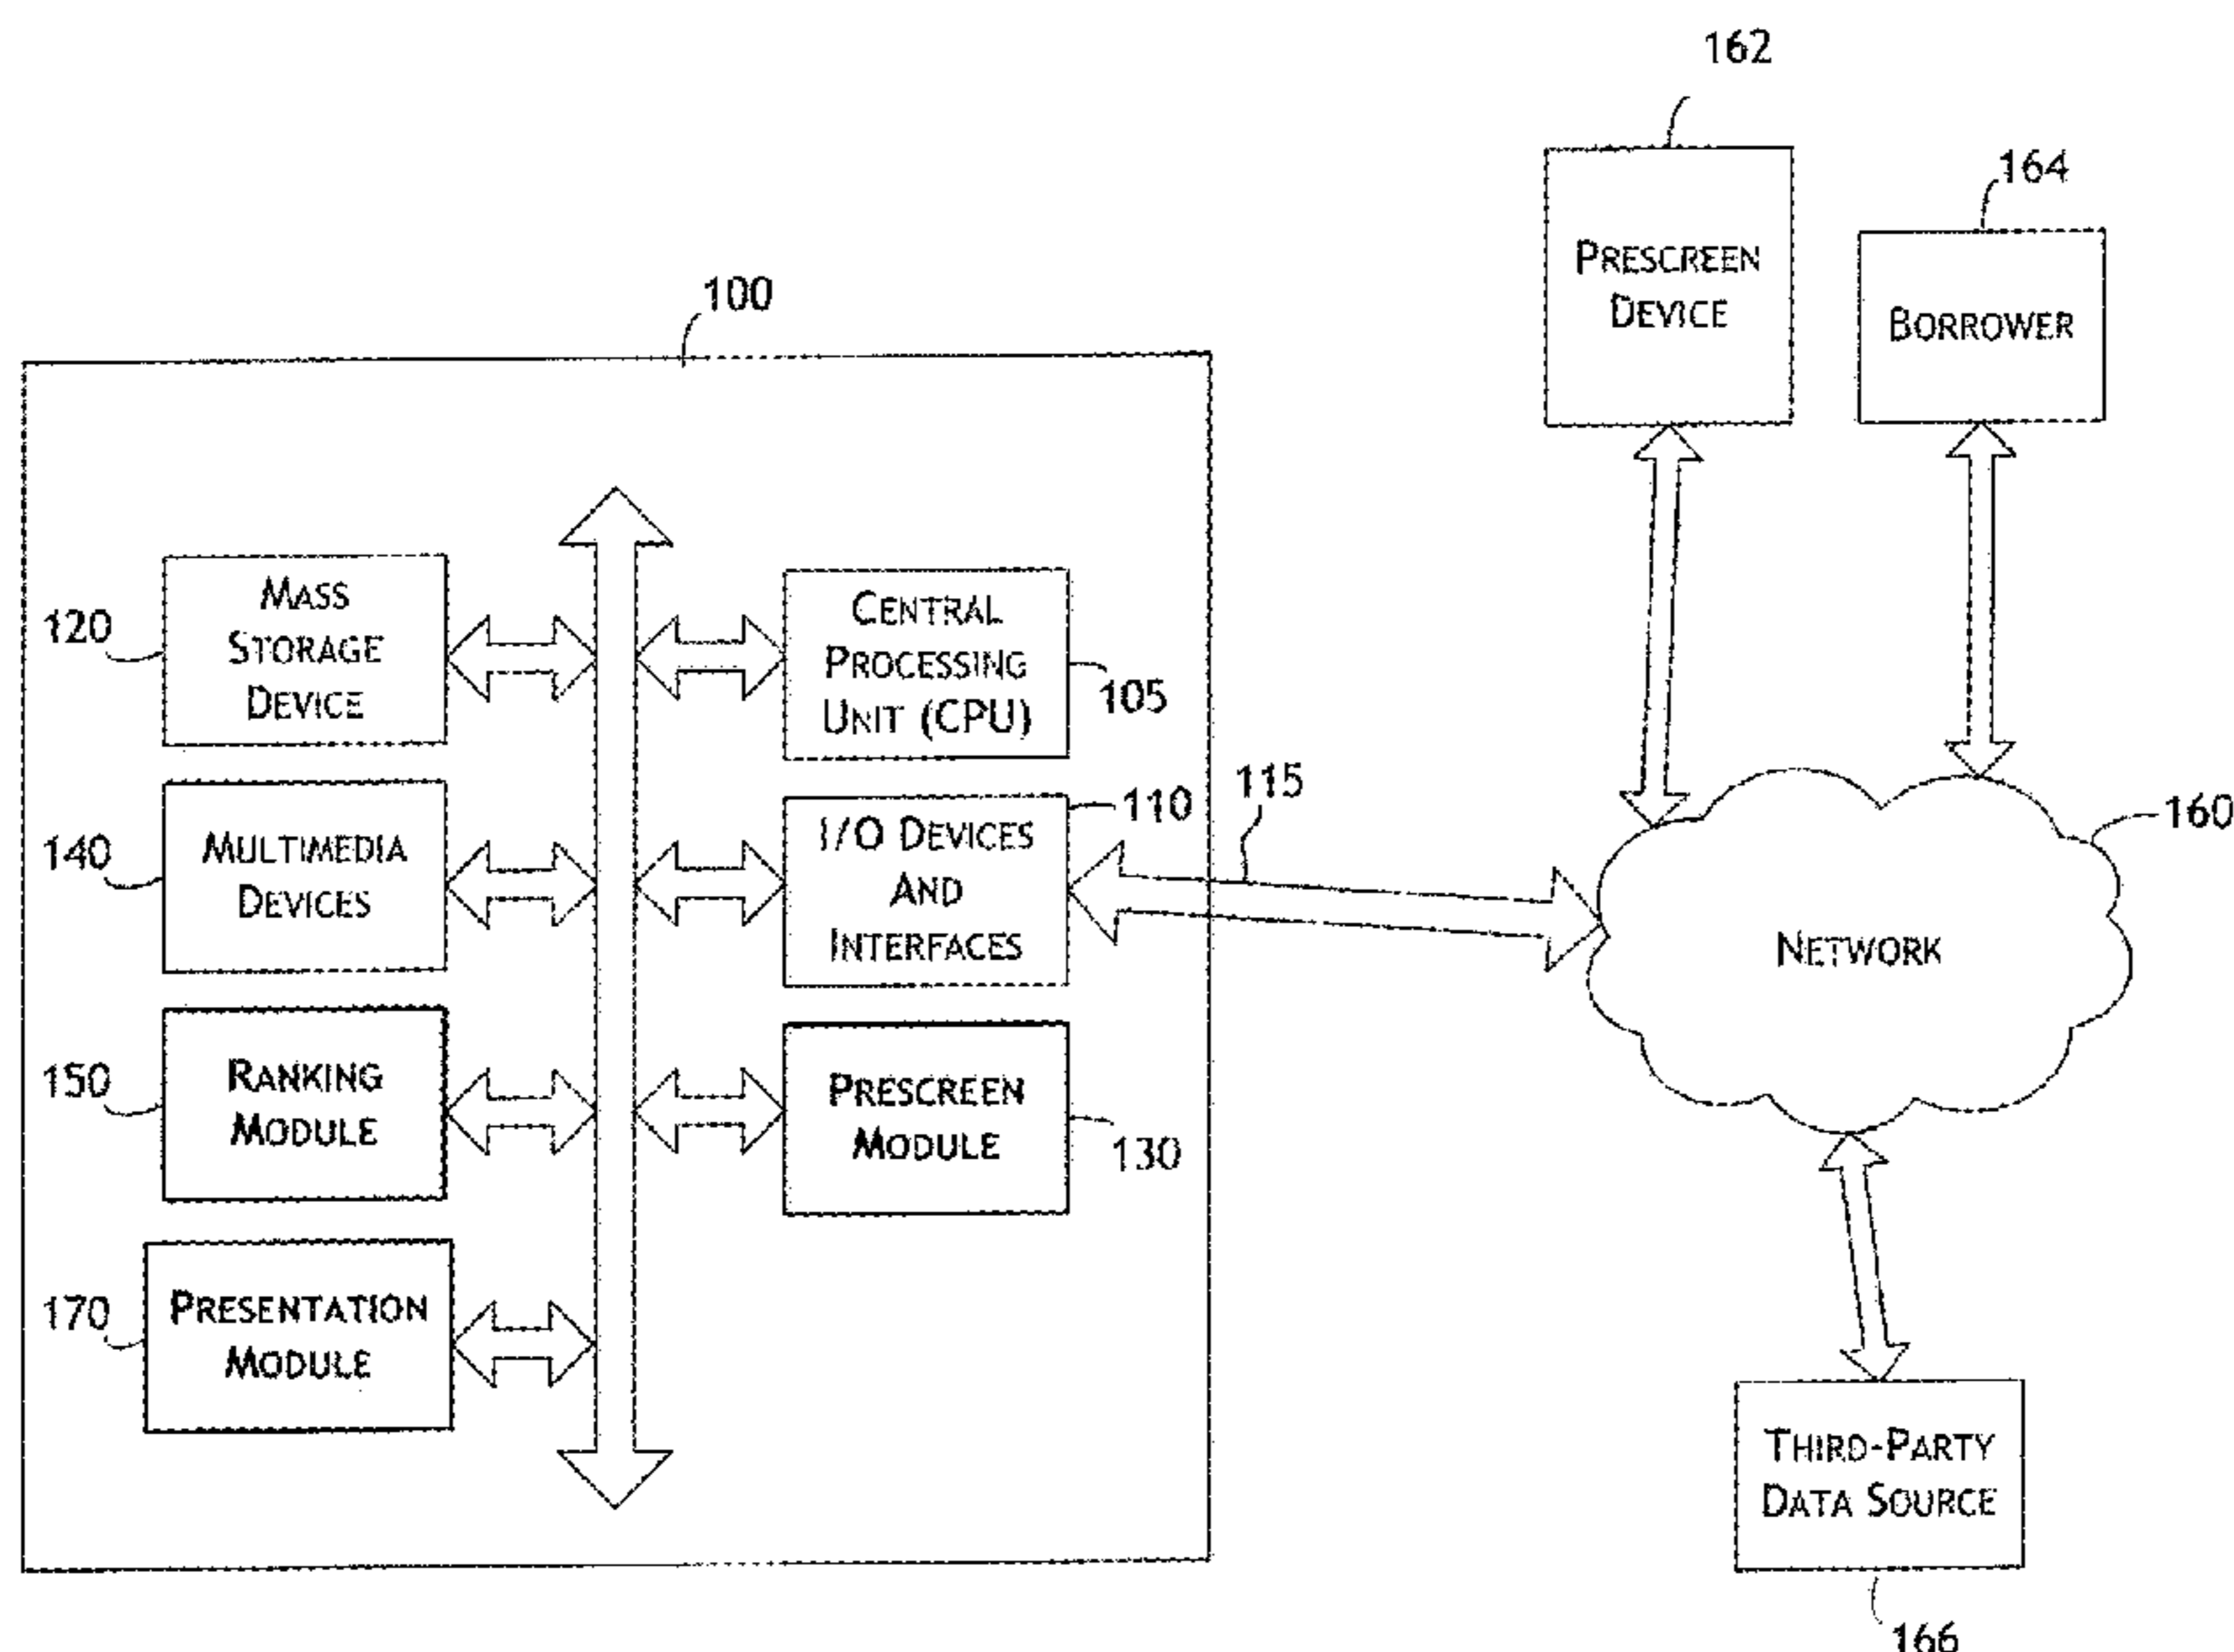 162
164
PRESCREEN
DEVICE
BORROWER
100
120
MASS
STORAGE
DEVICE
CENTRAL
PROCESSING
UNIT (CPU)
105
140
MULTIMEDIA
DEVICES
I/O DEVICES
AND
INTERFACES
110
115
160
NETWORK
150
RANKING
MODULE
PRESCREEN
MODULE
130
170
PRESENTATION
MODULE
THIRD-PARTY
DATA SOURCE
166